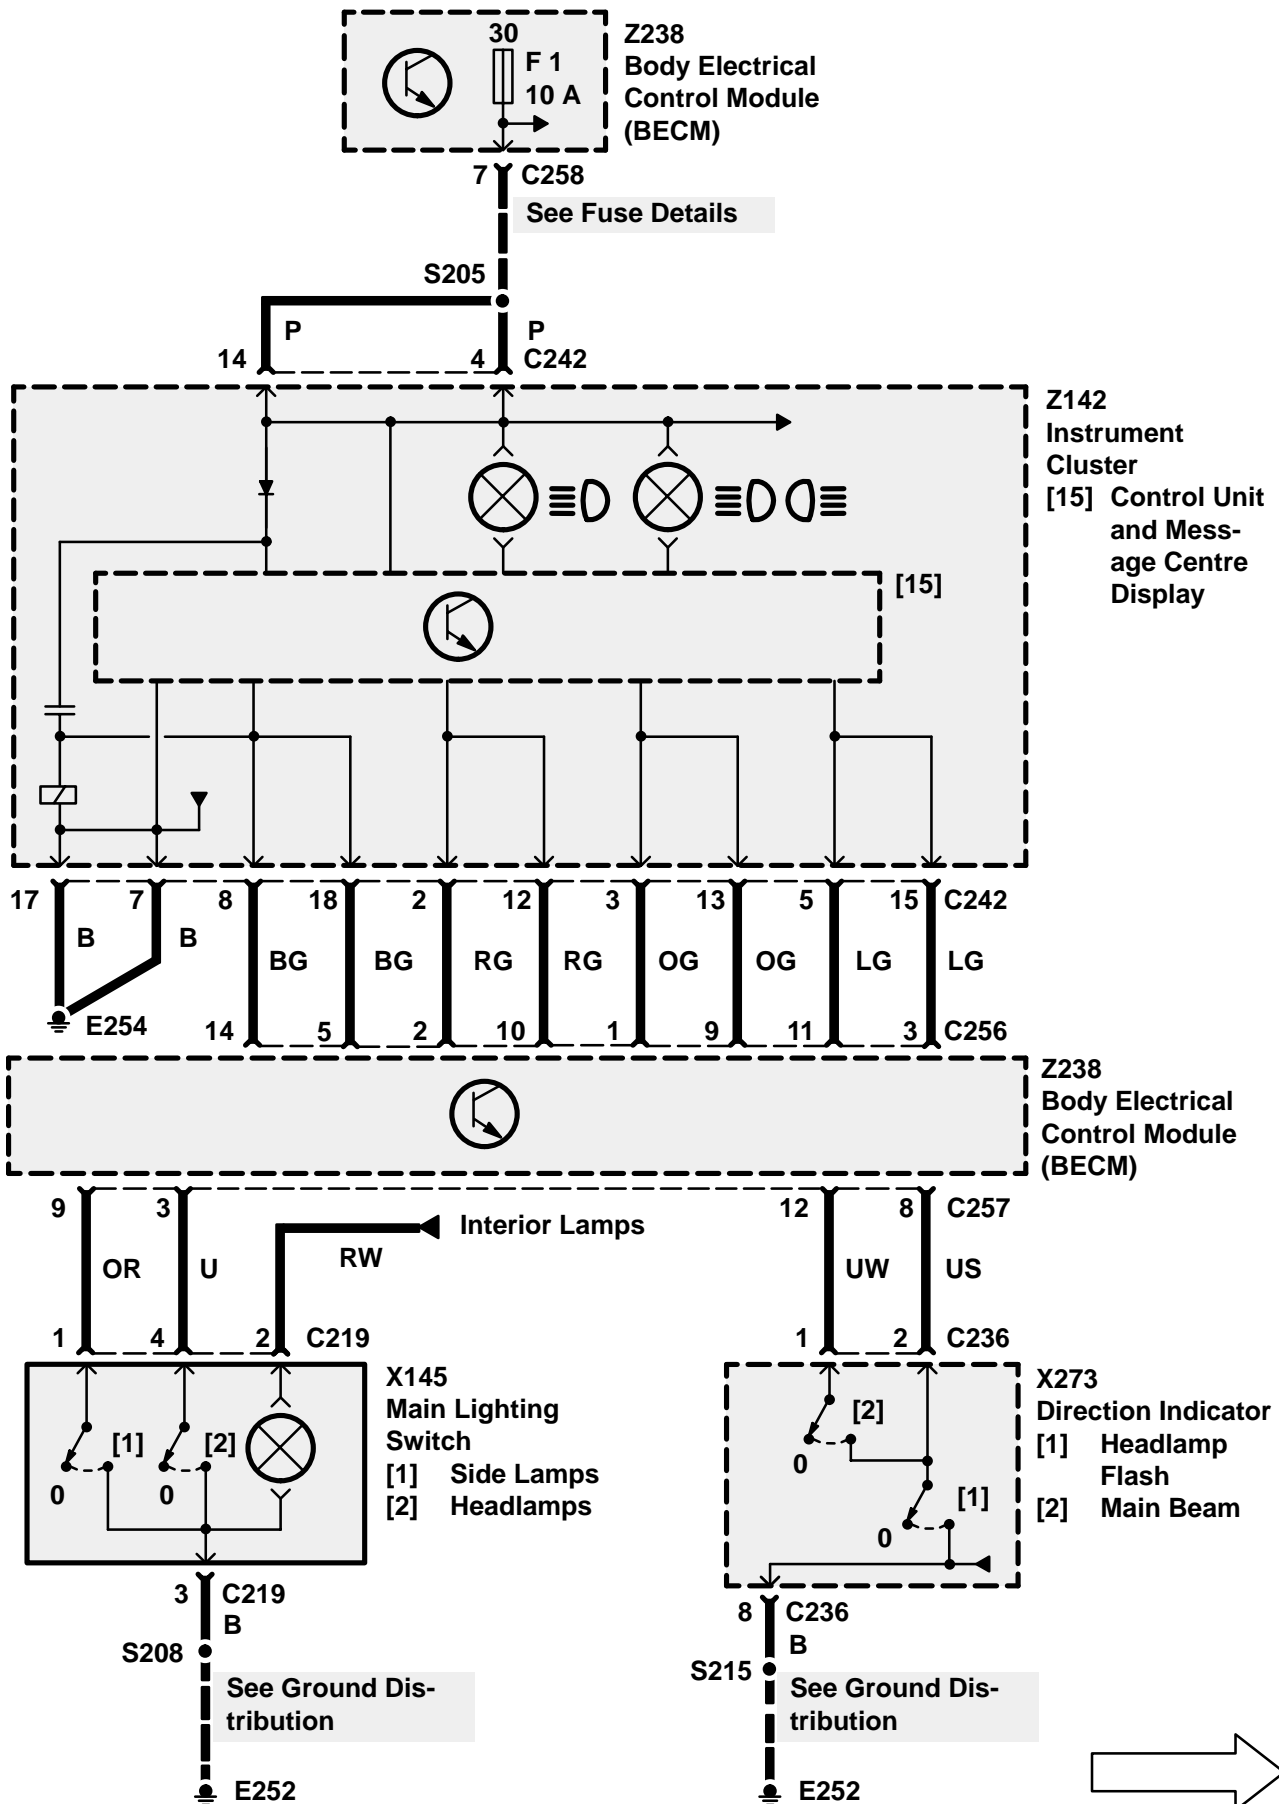 30
F 1
10 A
Z238
Body Electrical
Control Module
(BECM)
7 C258
See Fuse Details
S205
P P
14 4 C242
Z142
Instrument
Cluster
[15] Control Unit
and Mess-
age Centre
Display
[15]
17 7 8 18 2 12 3 13 5 15 C242
B B BG BG RG RG OG OG LG LG
E254
14 5 2 10 1 9 11 3 C256
Z238
Body Electrical
Control Module
(BECM)
9 3 12 8 C257
Interior Lamps
OR U RW UW US
1 4 2 C219 1 2 C236
X145
Main Lighting
Switch
[1] Side Lamps
[2] Headlamps
[1] [2]
0 0
X273
Direction Indicator
[1] Headlamp
Flash
[2] Main Beam
[2]
0
[1]
0
3 C219
B
S208
See Ground Dis-
tribution
E252
8 C236
B
S215
See Ground Dis-
tribution
E252